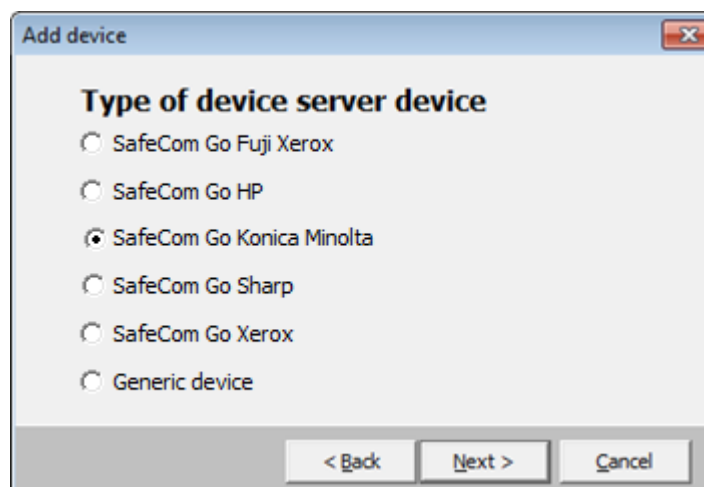 Add device
Type of device server device
SafeCom Go Fuji Xerox
SafeCom Go HP
SafeCom Go Konica Minolta
SafeCom Go Sharp
SafeCom Go Xerox
Generic device
< Back Next > Cancel